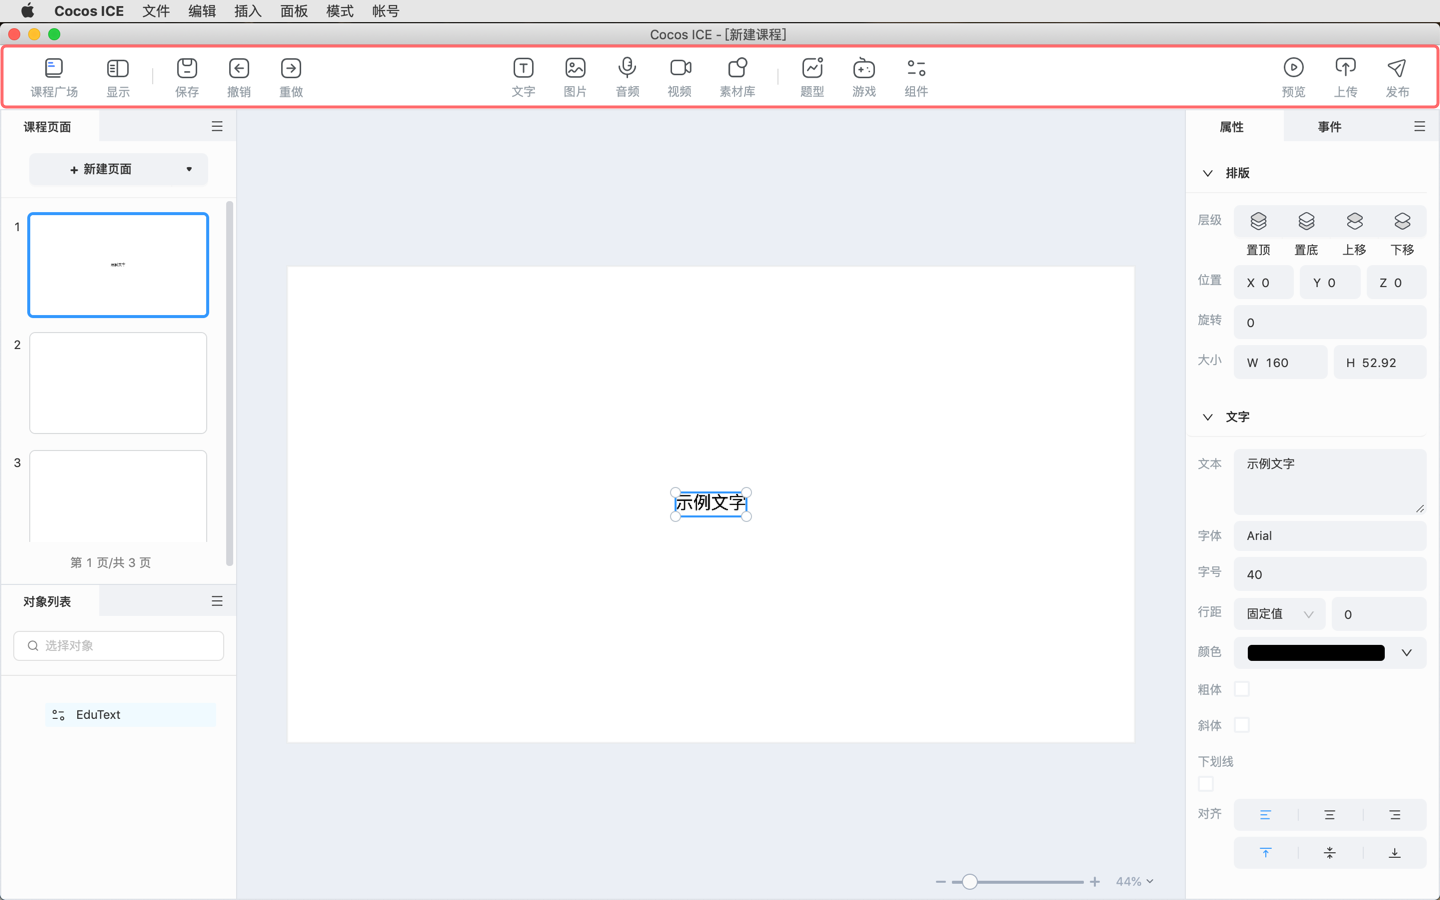 Cocos ICE 文件 编辑 插入 面板 模式 帐号
Cocos ICE - [新建课程]
课程广场 显示 保存 撤销 重做 文字 图片 音频 视频 素材库 题型 游戏 组件 预览 上传 发布
课程页面
+ 新建页面
1
示例文字
2
3
第 1 页/共 3 页
对象列表
选择对象
EduText
示例文字
44%
属性 事件
排版
层级
置顶 置底 上移 下移
位置 X 0 Y 0 Z 0
旋转 0
大小 W 160 H 52.92
文字
文本 示例文字
字体 Arial
字号 40
行距 固定值 0
颜色
粗体
斜体
下划线
对齐